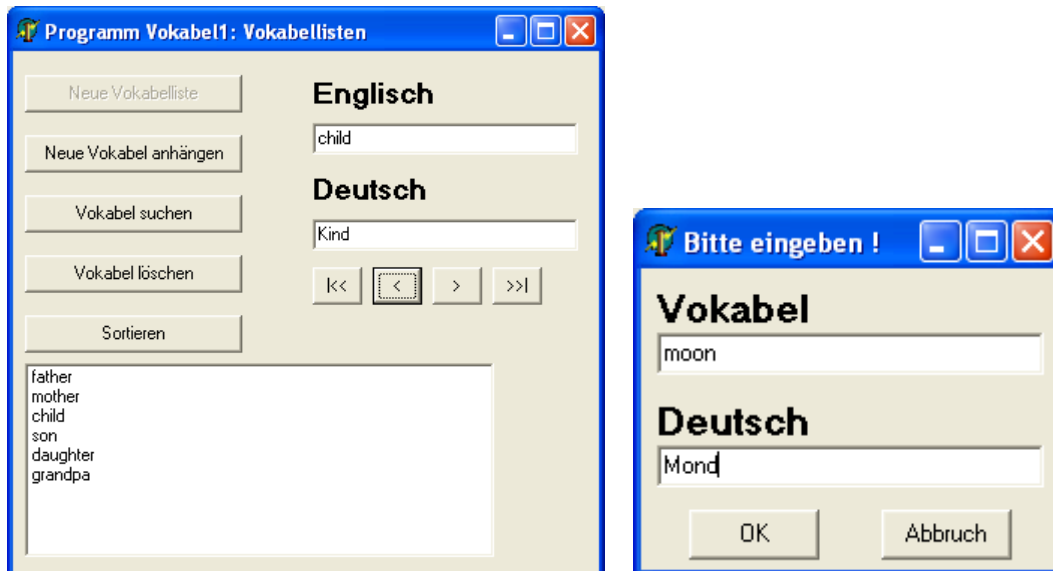 Programm Vokabel1: Vokabellisten
Neue Vokabelliste
Neue Vokabel anhängen
Vokabel suchen
Vokabel löschen
Sortieren
Englisch
child
Deutsch
Kind
|<< < > >>|
father
mother
child
son
daughter
grandpa
Bitte eingeben !
Vokabel
moon
Deutsch
Mond
OK Abbruch